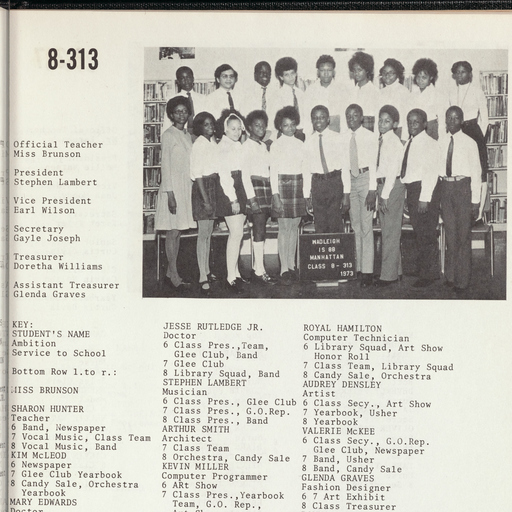 8-313
Official Teacher
Miss Brunson
President
Stephen Lambert
Vice President
Earl Wilson
Secretary
Gayle Joseph
Treasurer
Doretha Williams
Assistant Treasurer
Glenda Graves
WADLEIGH
IS 88
MANHATTAN
CLASS 8 - 313
1973
KEY:
STUDENT'S NAME
Ambition
Service to School
Bottom Row l.to r.:
MISS BRUNSON
SHARON HUNTER
Teacher
6 Band, Newspaper
7 Vocal Music, Class Team
8 Vocal Music, Band
KIM McLEOD
6 Newspaper
7 Glee Club Yearbook
8 Candy Sale, Orchestra
Yearbook
MARY EDWARDS
Doctor
JESSE RUTLEDGE JR.
Doctor
6 Class Pres.,Team,
Glee Club, Band
7 Glee Club
8 Library Squad, Band
STEPHEN LAMBERT
Musician
6 Class Pres., Glee Club
7 Class Pres., G.O.Rep.
8 Class Pres., Band
ARTHUR SMITH
Architect
7 Class Team
8 Orchestra, Candy Sale
KEVIN MILLER
Computer Programmer
6 ARt Show
7 Class Pres.,Yearbook
Team, G.O. Rep.,
ROYAL HAMILTON
Computer Technician
6 Library Squad, Art Show
Honor Roll
7 Class Team, Library Squad
8 Candy Sale, Orchestra
AUDREY DENSLEY
Artist
6 Class Secy., Art Show
7 Yearbook, Usher
8 Yearbook
VALERIE McKEE
6 Class Secy., G.O.Rep.
Glee Club, Newspaper
7 Band, Usher
8 Band, Candy Sale
GLENDA GRAVES
Fashion Designer
6 7 Art Exhibit
8 Class Treasurer